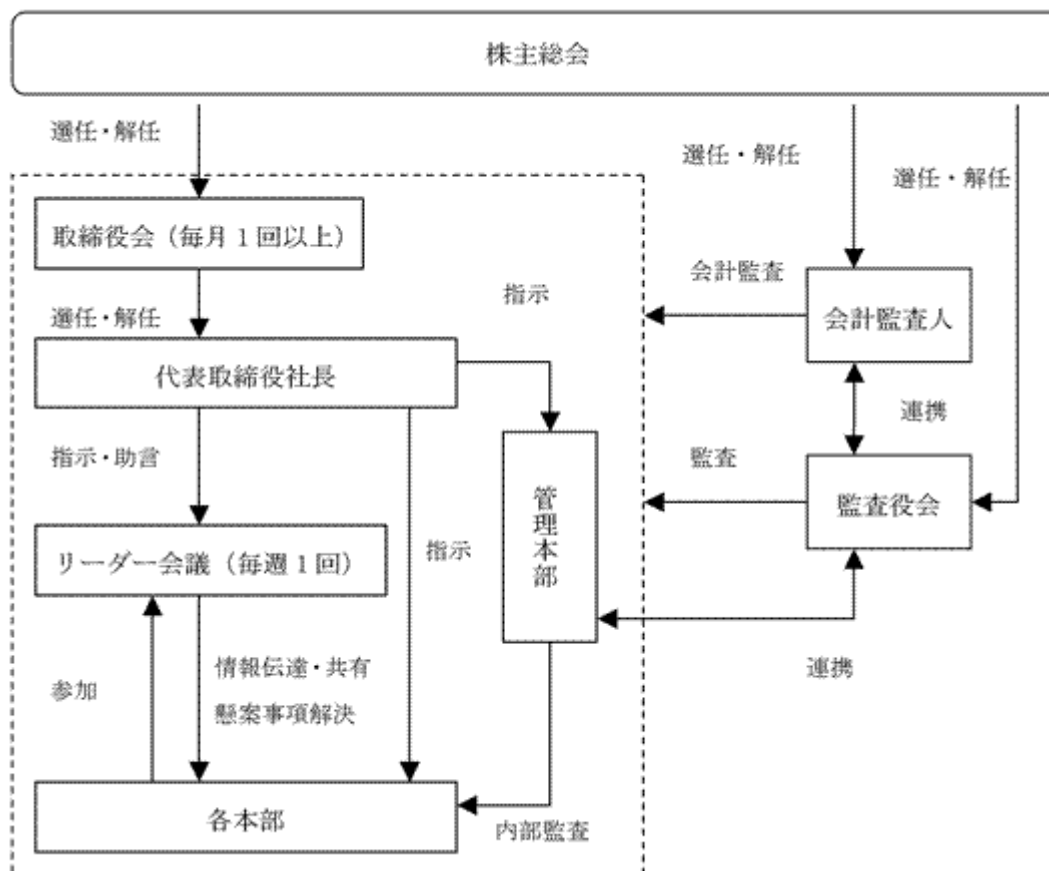 株主総会
選任・解任
選任・解任
選任・解任
取締役会（毎月１回以上）
会計監査
指示
会計監査人
選任・解任
代表取締役社長
連携
指示・助言
監査
管理本部
監査役会
リーダー会議（毎週１回）
指示
情報伝達・共有
懸案事項解決
参加
連携
各本部
内部監査